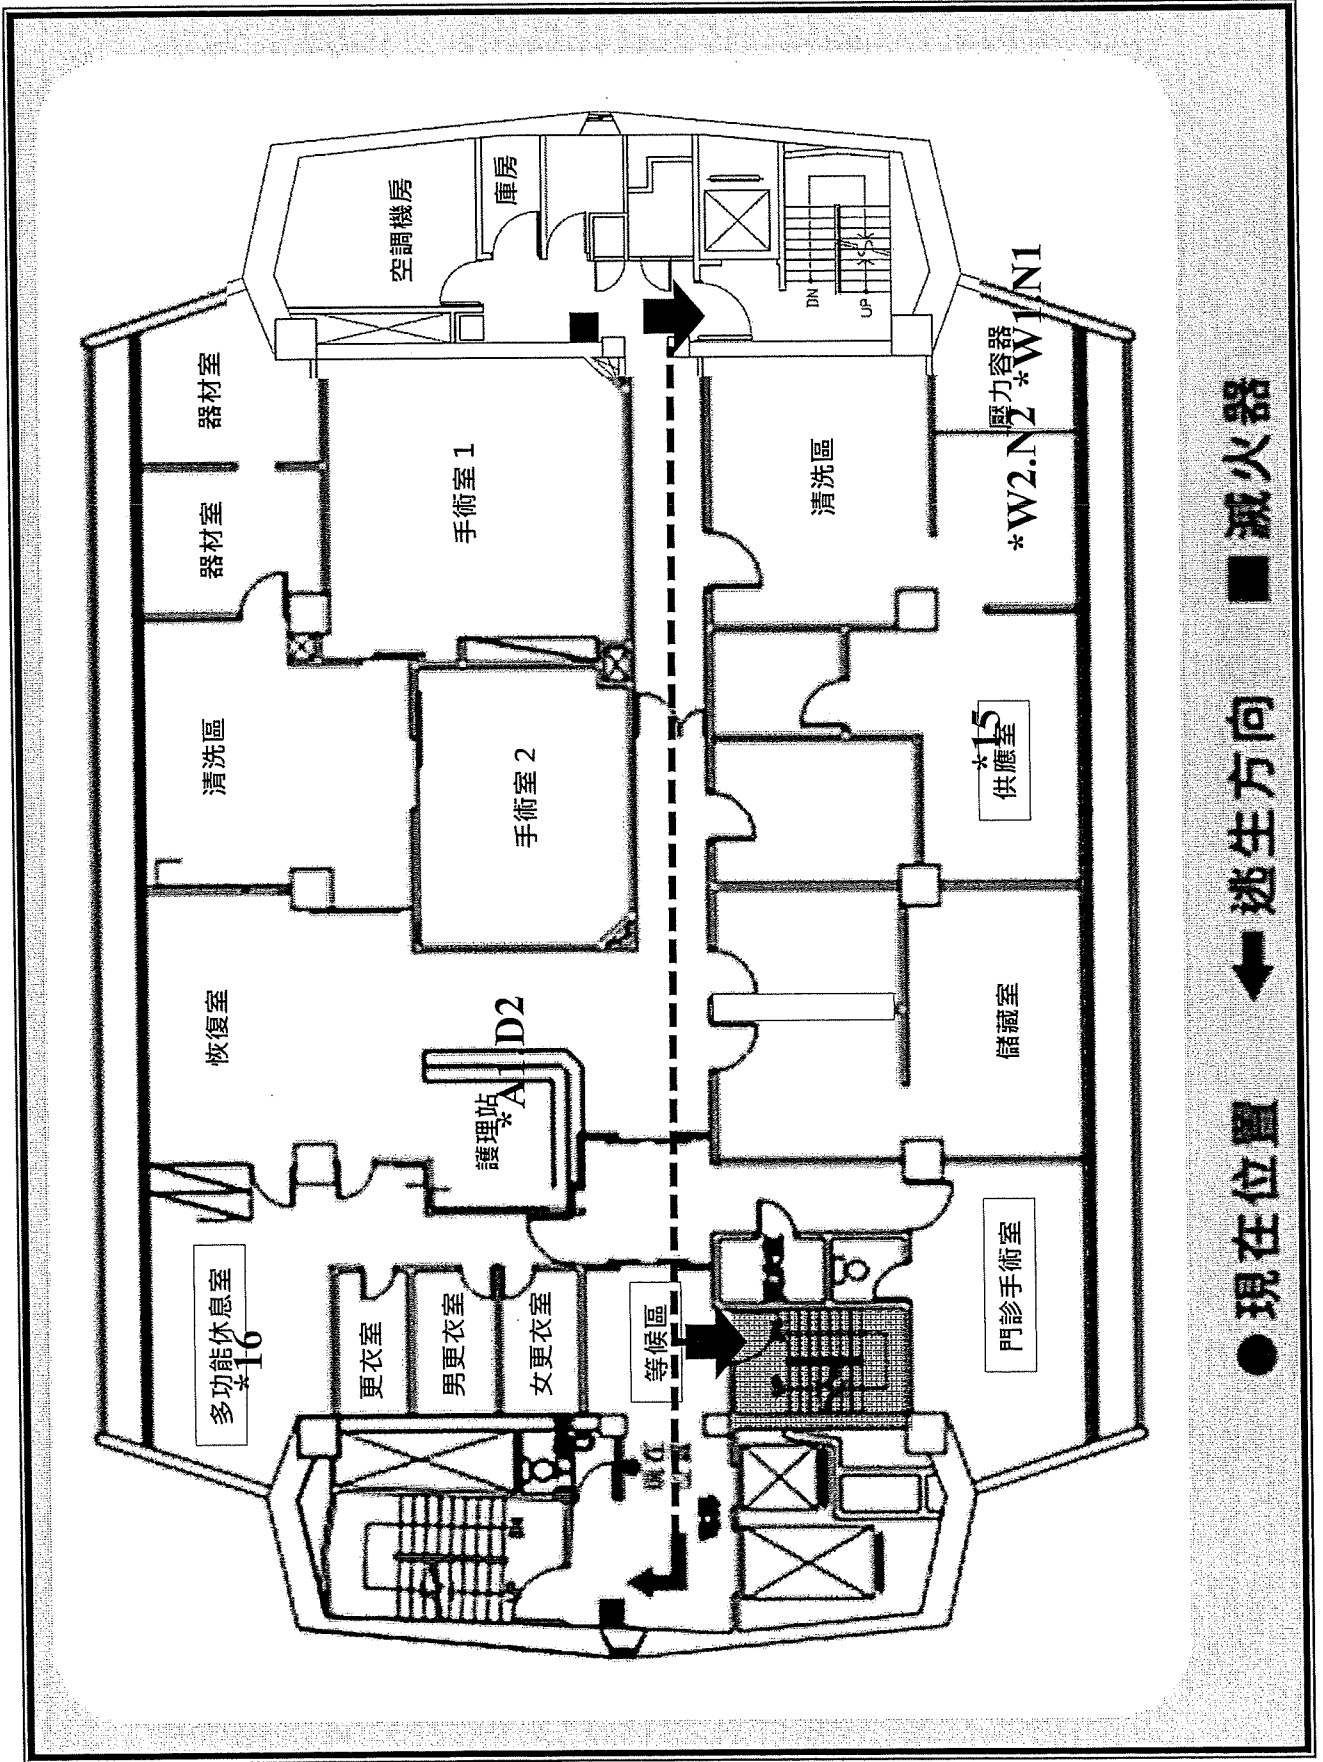 多功能休息室
*16
恢復室
清洗區
器材室
器材室
更衣室
男更衣室
女更衣室
護理站
*A1.D2
手術室2
手術室1
空調機房
庫房
等候區
DN
UP
清洗區
門診手術室
儲藏室
供應室
*15
壓力容器
*W2.N2
*W1.N1
現在位置
逃生方向
滅火器